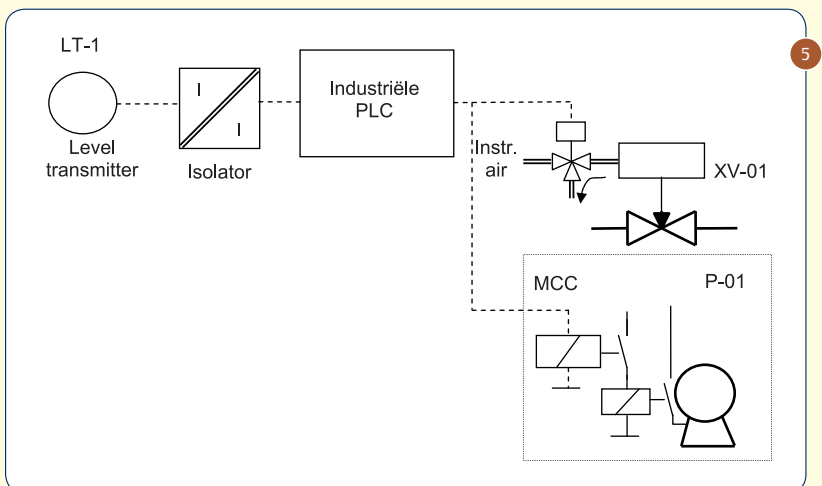 LT-1
5
I
I
Industriële
PLC
Level
transmitter
Isolator
Instr.
air
XV-01
MCC
P-01